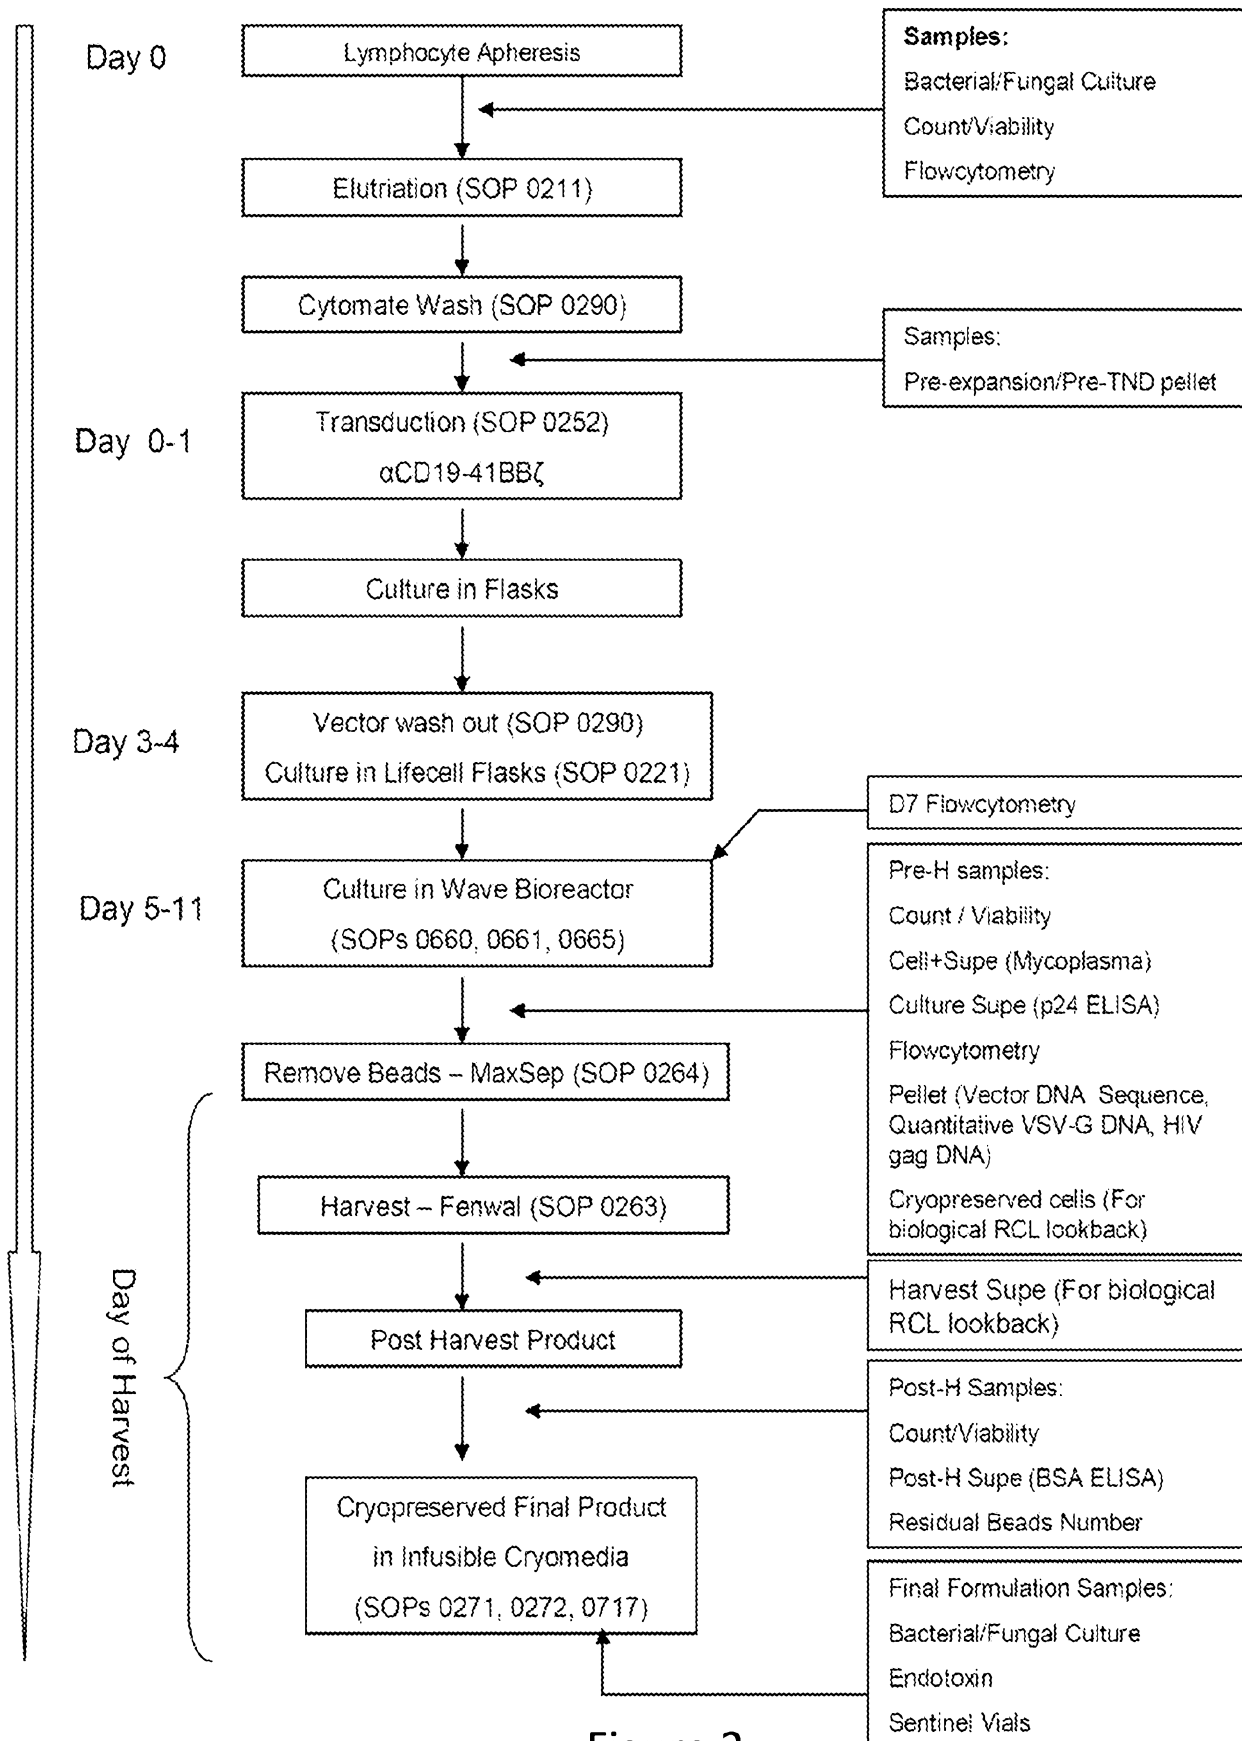 Day 0
Lymphocyte Apheresis
Samples:
Bacterial/Fungal Culture
Count/Viability
Flowcytometry
Elutriation (SOP 0211)
Cytomate Wash (SOP 0290)
Samples:
Pre-expansion/Pre-TND pellet
Day 0-1
Transduction (SOP 0252)
αCD19-41BBζ
Culture in Flasks
Day 3-4
Vector wash out (SOP 0290)
Culture in Lifecell Flasks (SOP 0221)
D7 Flowcytometry
Day 5-11
Culture in Wave Bioreactor
(SOPs 0660, 0661, 0665)
Pre-H samples:
Count / Viability
Cell+Supe (Mycoplasma)
Culture Supe (p24 ELISA)
Flowcytometry
Pellet (Vector DNA Sequence,
Quantitative VSV-G DNA, HIV
gag DNA)
Cryopreserved cells (For
biological RCL lookback)
Remove Beads – MaxSep (SOP 0264)
Day of Harvest
Harvest – Fenwal (SOP 0263)
Harvest Supe (For biological
RCL lookback)
Post Harvest Product
Post-H Samples:
Count/Viability
Post-H Supe (BSA ELISA)
Residual Beads Number
Cryopreserved Final Product
in Infusible Cryomedia
(SOPs 0271, 0272, 0717)
Final Formulation Samples:
Bacterial/Fungal Culture
Endotoxin
Sentinel Vials